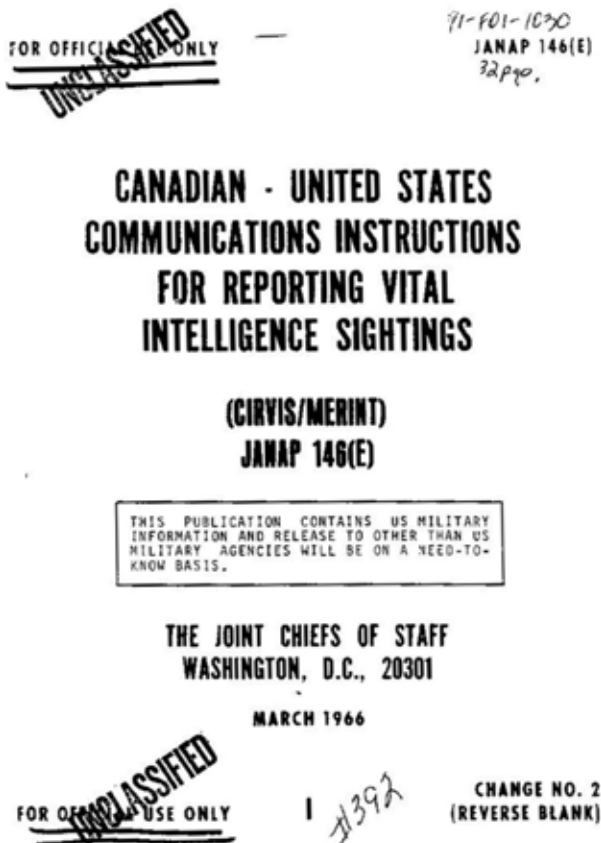 91-F01-1030
FOR OFFICIAL USE ONLY
UNCLASSIFIED
JANAP 146(E)
32pgo.
CANADIAN - UNITED STATES
COMMUNICATIONS INSTRUCTIONS
FOR REPORTING VITAL
INTELLIGENCE SIGHTINGS
(CIRVIS/MERINT)
JANAP 146(E)
THIS PUBLICATION CONTAINS US MILITARY
INFORMATION AND RELEASE TO OTHER THAN US
MILITARY AGENCIES WILL BE ON A NEED-TO-
KNOW BASIS.
THE JOINT CHIEFS OF STAFF
WASHINGTON, D.C., 20301
MARCH 1966
UNCLASSIFIED
FOR OFFICIAL USE ONLY
I
#392
CHANGE NO. 2
(REVERSE BLANK)